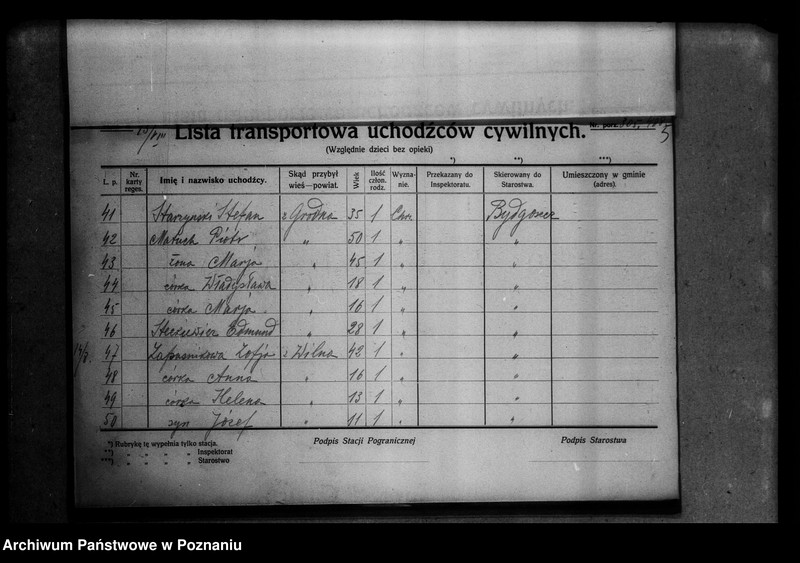 Lista transportowa uchodźców cywilnych.
(Względnie dzieci bez opieki)
*) **) ***)
L. p. Nr. karty reges. Imię i nazwisko uchodźcy. Skąd przybył wieś—powiat. Wiek Ilość człon. rodz. Wyzna-nie. Przekazany do Inspektoratu. Skierowany do Starostwa. Umieszczony w gminie (adres).
41 Starzyński Stefan z Grodna 35 1 Chrz. Bydgoszcz
42 Matuch Piotr " 50 1 " "
43 żona Marja " 45 1 " "
44 córka Władysława " 18 1 " "
45 córka Marja " 16 1 " "
46 Edmund " 28 1 " "
47 Zofja z Wilna 42 1 " "
48 córka Anna " 16 1 " "
49 córka Helena " 13 1 " "
50 syn Józef " 11 1 " "
*) Rubrykę tę wypełnia tylko stacja.
**) " " " " Inspektorat
***) " " " " Starostwo
Podpis Stacji Pogranicznej
Podpis Starostwa
Archiwum Państwowe w Poznaniu